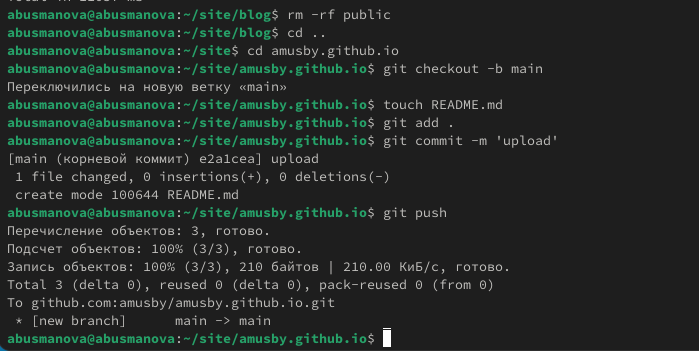 abusmanova@abusmanova:~/site/blog$ rm -rf public
abusmanova@abusmanova:~/site/blog$ cd ..
abusmanova@abusmanova:~/site$ cd amusby.github.io
abusmanova@abusmanova:~/site/amusby.github.io$ git checkout -b main
Переключились на новую ветку «main»
abusmanova@abusmanova:~/site/amusby.github.io$ touch README.md
abusmanova@abusmanova:~/site/amusby.github.io$ git add .
abusmanova@abusmanova:~/site/amusby.github.io$ git commit -m 'upload'
[main (корневой коммит) e2a1cea] upload
 1 file changed, 0 insertions(+), 0 deletions(-)
 create mode 100644 README.md
abusmanova@abusmanova:~/site/amusby.github.io$ git push
Перечисление объектов: 3, готово.
Подсчет объектов: 100% (3/3), готово.
Запись объектов: 100% (3/3), 210 байтов | 210.00 КиБ/с, готово.
Total 3 (delta 0), reused 0 (delta 0), pack-reused 0 (from 0)
To github.com:amusby/amusby.github.io.git
 * [new branch]      main -> main
abusmanova@abusmanova:~/site/amusby.github.io$